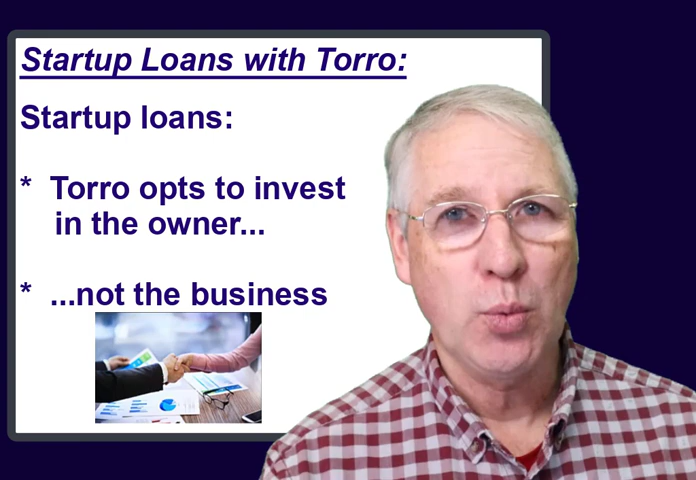 Startup Loans with Torro:
Startup loans:
* Torro opts to invest
in the owner...
* ...not the business